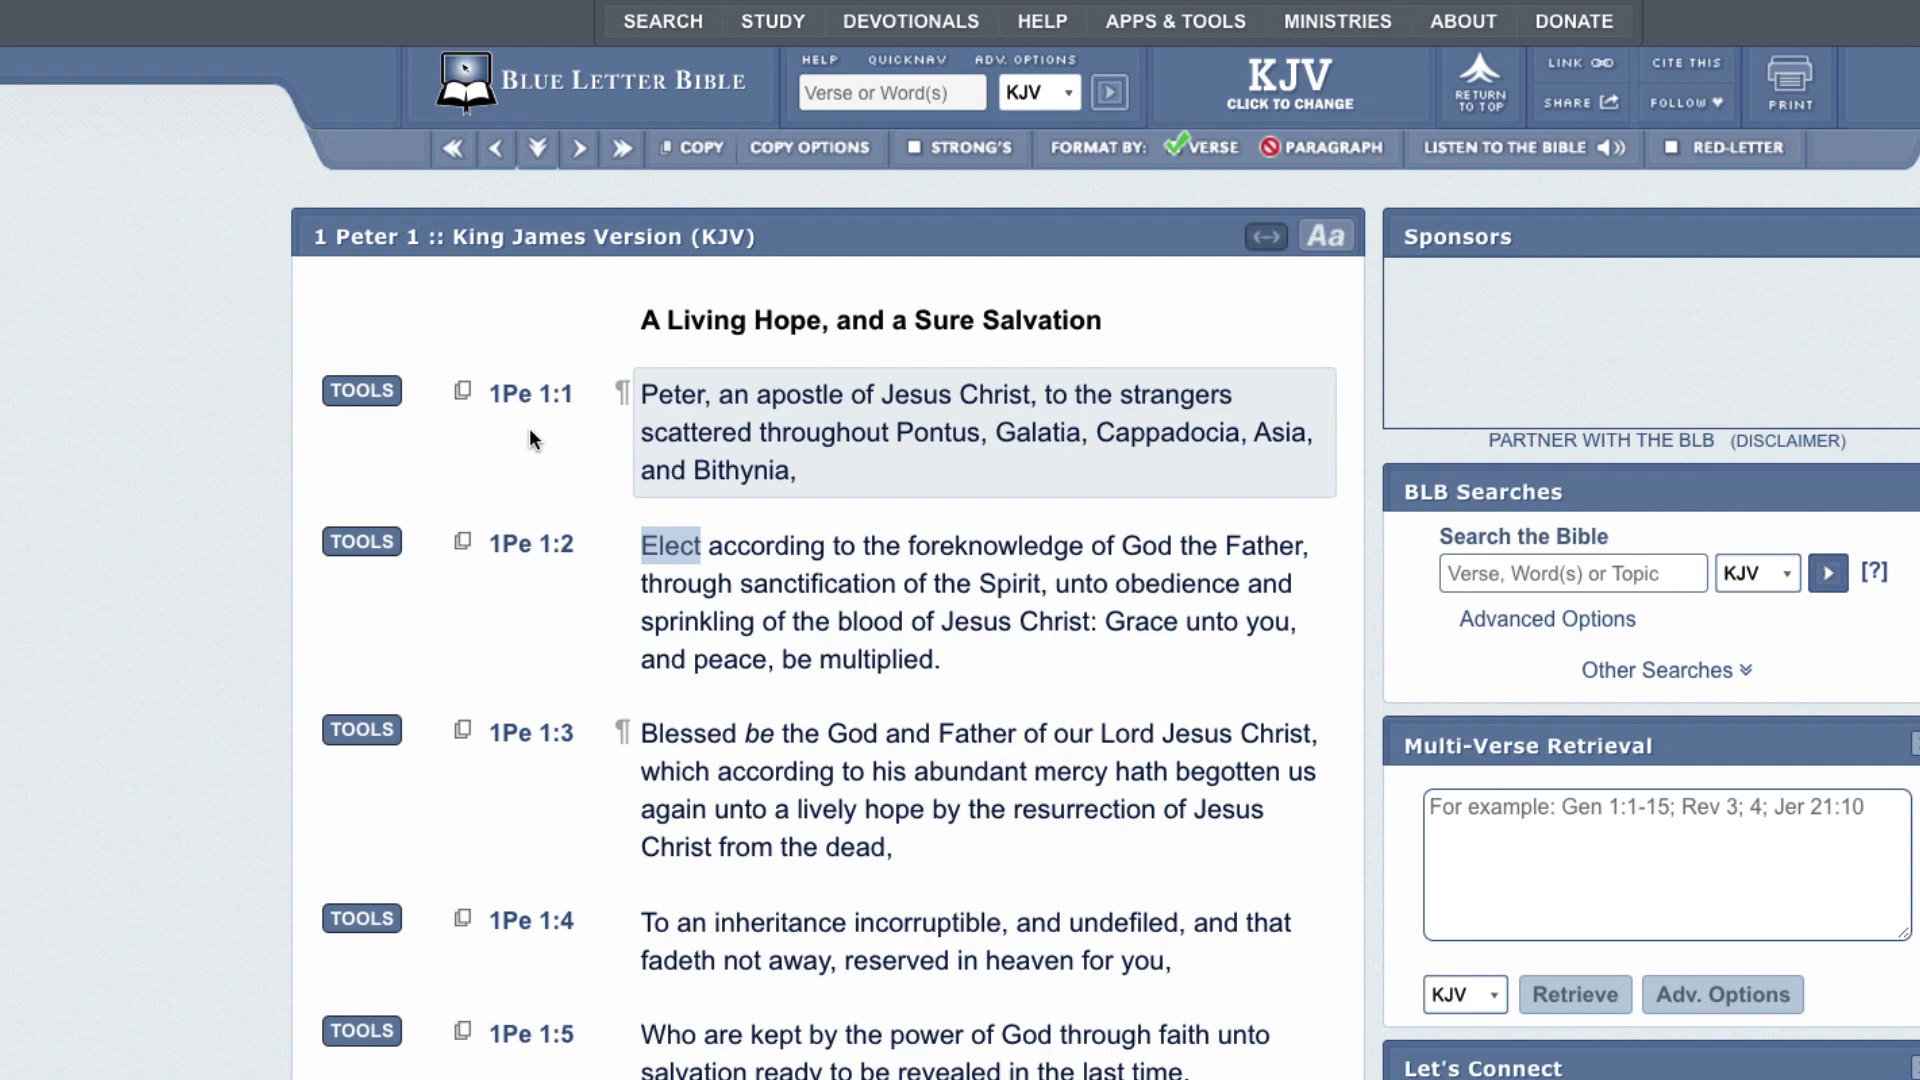 SEARCH STUDY DEVOTIONALS HELP APPS & TOOLS MINISTRIES ABOUT DONATE
BLUE LETTER BIBLE
HELP QUICKNAV ADV. OPTIONS
Verse or Word(s) KJV
KJV
CLICK TO CHANGE
RETURN
TO TOP
LINK
SHARE
CITE THIS
FOLLOW
PRINT
COPY COPY OPTIONS STRONG'S FORMAT BY: VERSE PARAGRAPH LISTEN TO THE BIBLE RED-LETTER
1 Peter 1 :: King James Version (KJV) Aa
A Living Hope, and a Sure Salvation
TOOLS 1Pe 1:1 ¶ Peter, an apostle of Jesus Christ, to the strangers
scattered throughout Pontus, Galatia, Cappadocia, Asia,
and Bithynia,
TOOLS 1Pe 1:2 Elect according to the foreknowledge of God the Father,
through sanctification of the Spirit, unto obedience and
sprinkling of the blood of Jesus Christ: Grace unto you,
and peace, be multiplied.
TOOLS 1Pe 1:3 ¶ Blessed be the God and Father of our Lord Jesus Christ,
which according to his abundant mercy hath begotten us
again unto a lively hope by the resurrection of Jesus
Christ from the dead,
TOOLS 1Pe 1:4 To an inheritance incorruptible, and undefiled, and that
fadeth not away, reserved in heaven for you,
TOOLS 1Pe 1:5 Who are kept by the power of God through faith unto
salvation ready to be revealed in the last time.
Sponsors
PARTNER WITH THE BLB (DISCLAIMER)
BLB Searches
Search the Bible
Verse, Word(s) or Topic KJV [?]
Advanced Options
Other Searches
Multi-Verse Retrieval
For example: Gen 1:1-15; Rev 3; 4; Jer 21:10
KJV Retrieve Adv. Options
Let's Connect